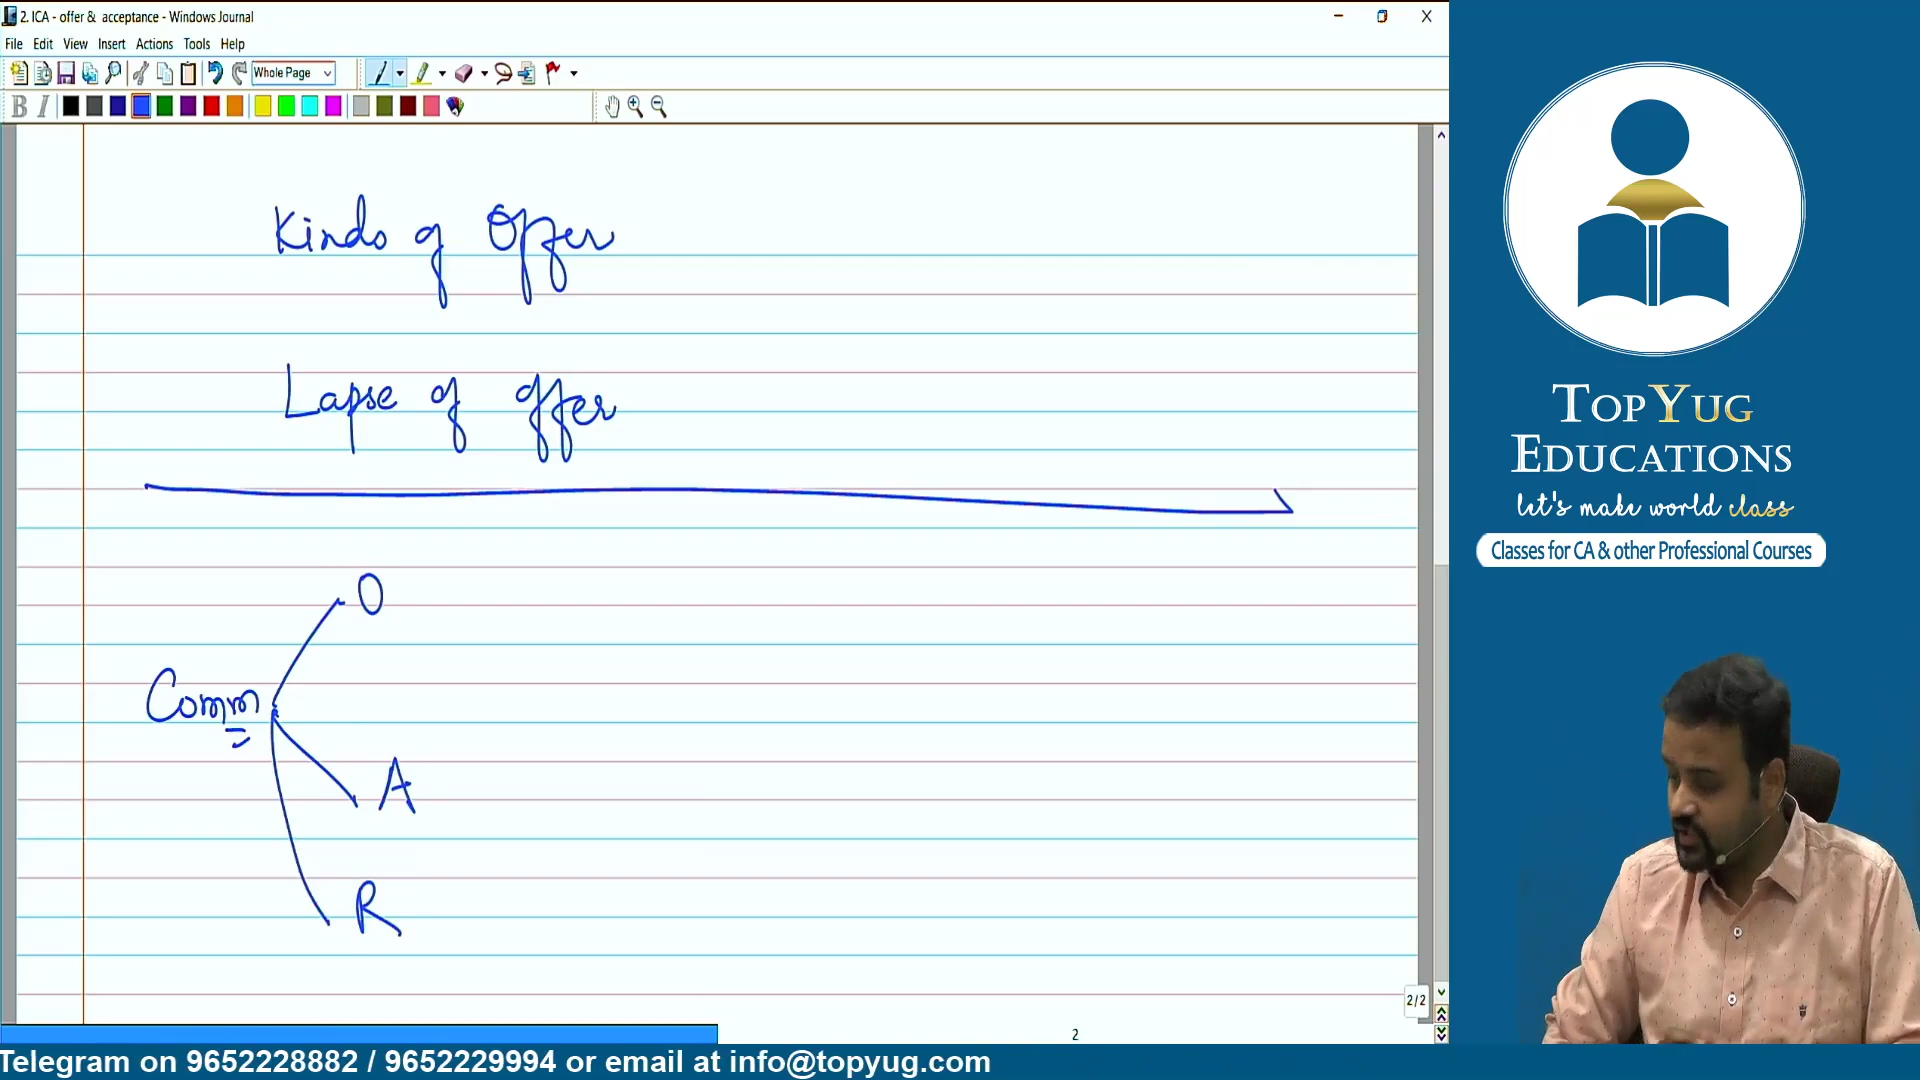 2. ICA - offer & acceptance - Windows Journal
File Edit View Insert Actions Tools Help
Whole Page
B I
Kinds of Offer
Lapse of offer
O
Comm
A
R
2/2
2
TOPYUG
EDUCATIONS
let's make world class
Classes for CA & other Professional Courses
Telegram on 9652228882 / 9652229994 or email at info@topyug.com